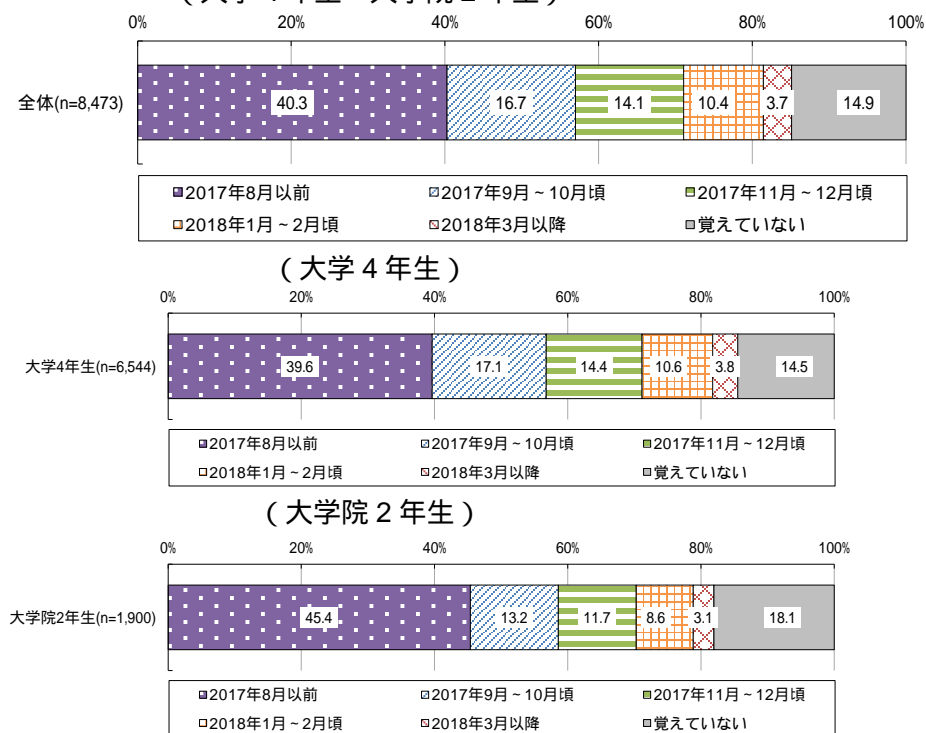 0% 20% 40% 60% 80% 100%
全体(n=8,473) 40.3 16.7 14.1 10.4 3.7 14.9
2017年8月以前 2017年9月～10月頃 2017年11月～12月頃
2018年1月～2月頃 2018年3月以降 覚えていない
（大学４年生）
0% 20% 40% 60% 80% 100%
大学4年生(n=6,544) 39.6 17.1 14.4 10.6 3.8 14.5
2017年8月以前 2017年9月～10月頃 2017年11月～12月頃
2018年1月～2月頃 2018年3月以降 覚えていない
（大学院２年生）
0% 20% 40% 60% 80% 100%
大学院2年生(n=1,900) 45.4 13.2 11.7 8.6 3.1 18.1
2017年8月以前 2017年9月～10月頃 2017年11月～12月頃
2018年1月～2月頃 2018年3月以降 覚えていない